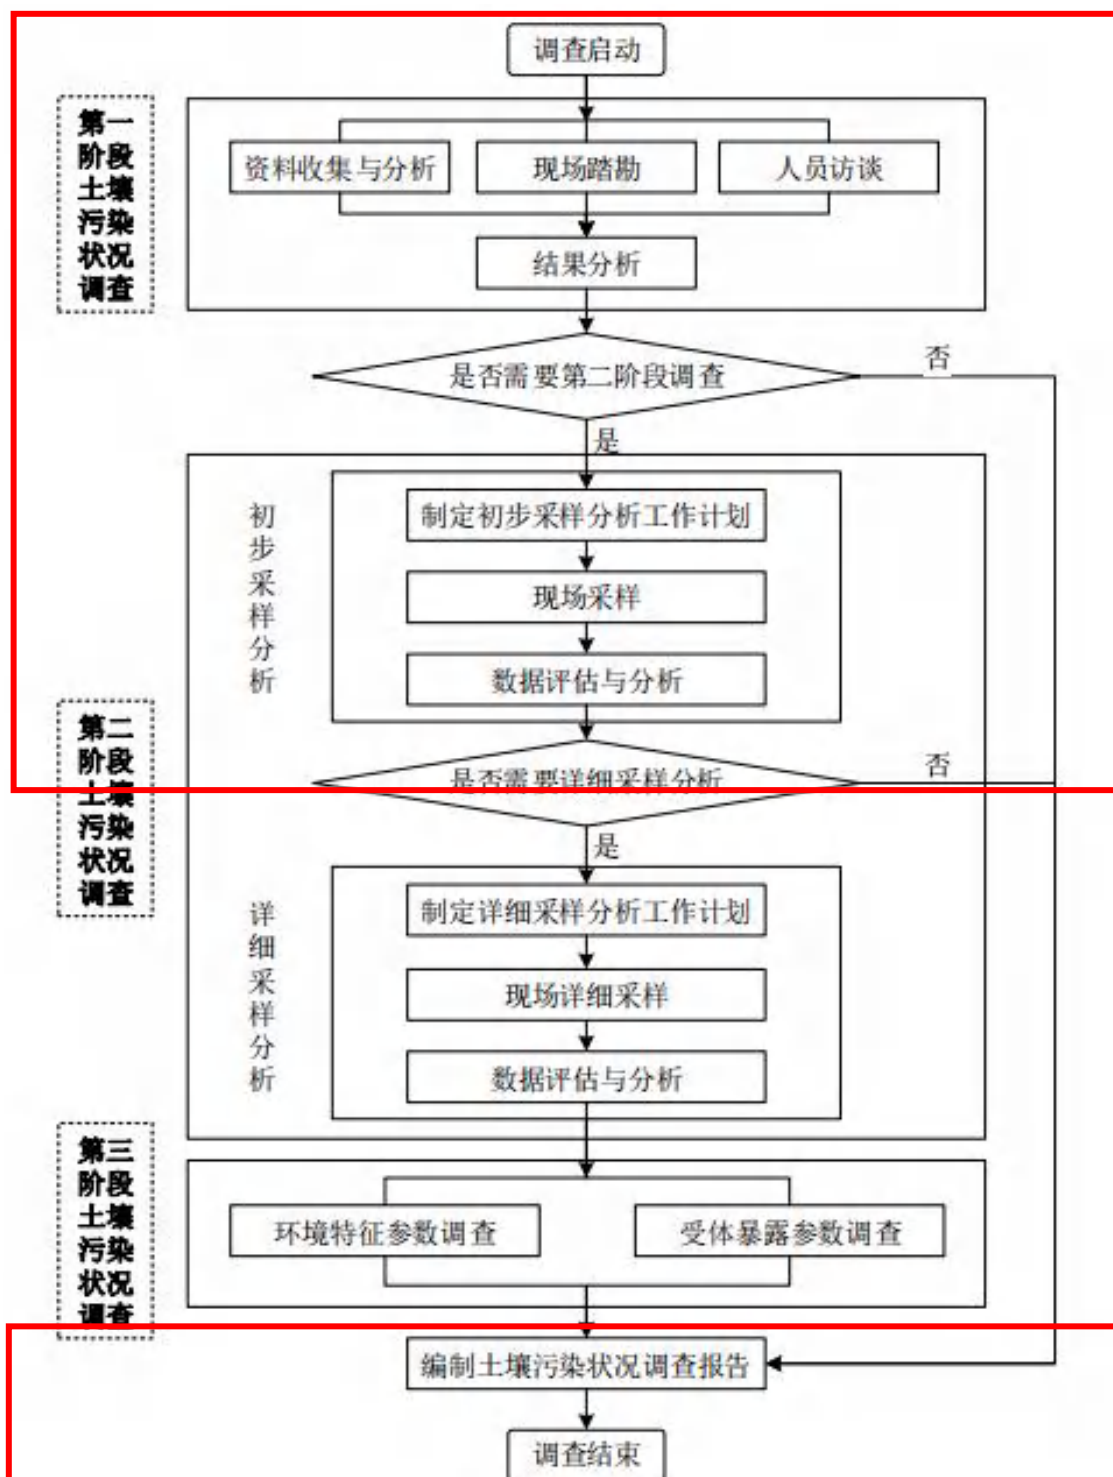 调查启动
第一
阶段
土壤
污染
状况
调查
资料收集与分析
现场踏勘
人员访谈
结果分析
是否需要第二阶段调查
否
是
初
步
采
样
分
析
制定初步采样分析工作计划
现场采样
数据评估与分析
第二
阶段
土壤
污染
状况
调查
是否需要详细采样分析
否
是
详
细
采
样
分
析
制定详细采样分析工作计划
现场详细采样
数据评估与分析
第三
阶段
土壤
污染
状况
调查
环境特征参数调查
受体暴露参数调查
编制土壤污染状况调查报告
调查结束